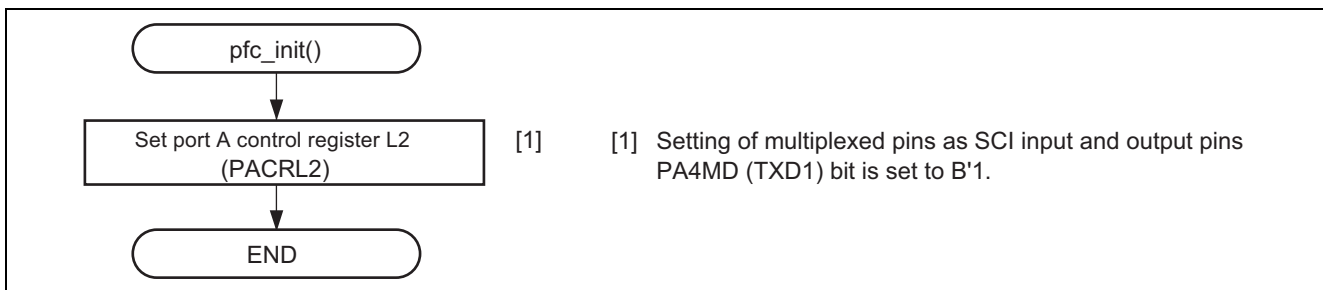 pfc_init()
Set port A control register L2
(PACRL2)
[1]
[1] Setting of multiplexed pins as SCI input and output pins
PA4MD (TXD1) bit is set to B'1.
END